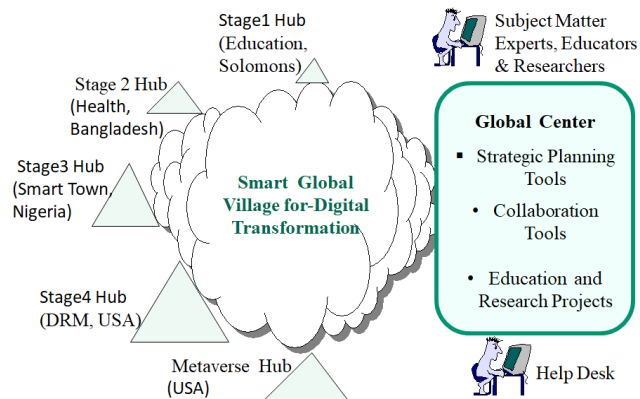 Stage1 Hub
(Education,
Solomons)
Stage 2 Hub
(Health,
Bangladesh)
Stage3 Hub
(Smart Town,
Nigeria)
Stage4 Hub
(DRM, USA)
Metaverse Hub
(USA)
Smart Global
Village for-Digital
Transformation
Subject Matter
Experts, Educators
& Researchers
Global Center
▪ Strategic Planning
Tools
• Collaboration
Tools
• Education and
Research Projects
Help Desk